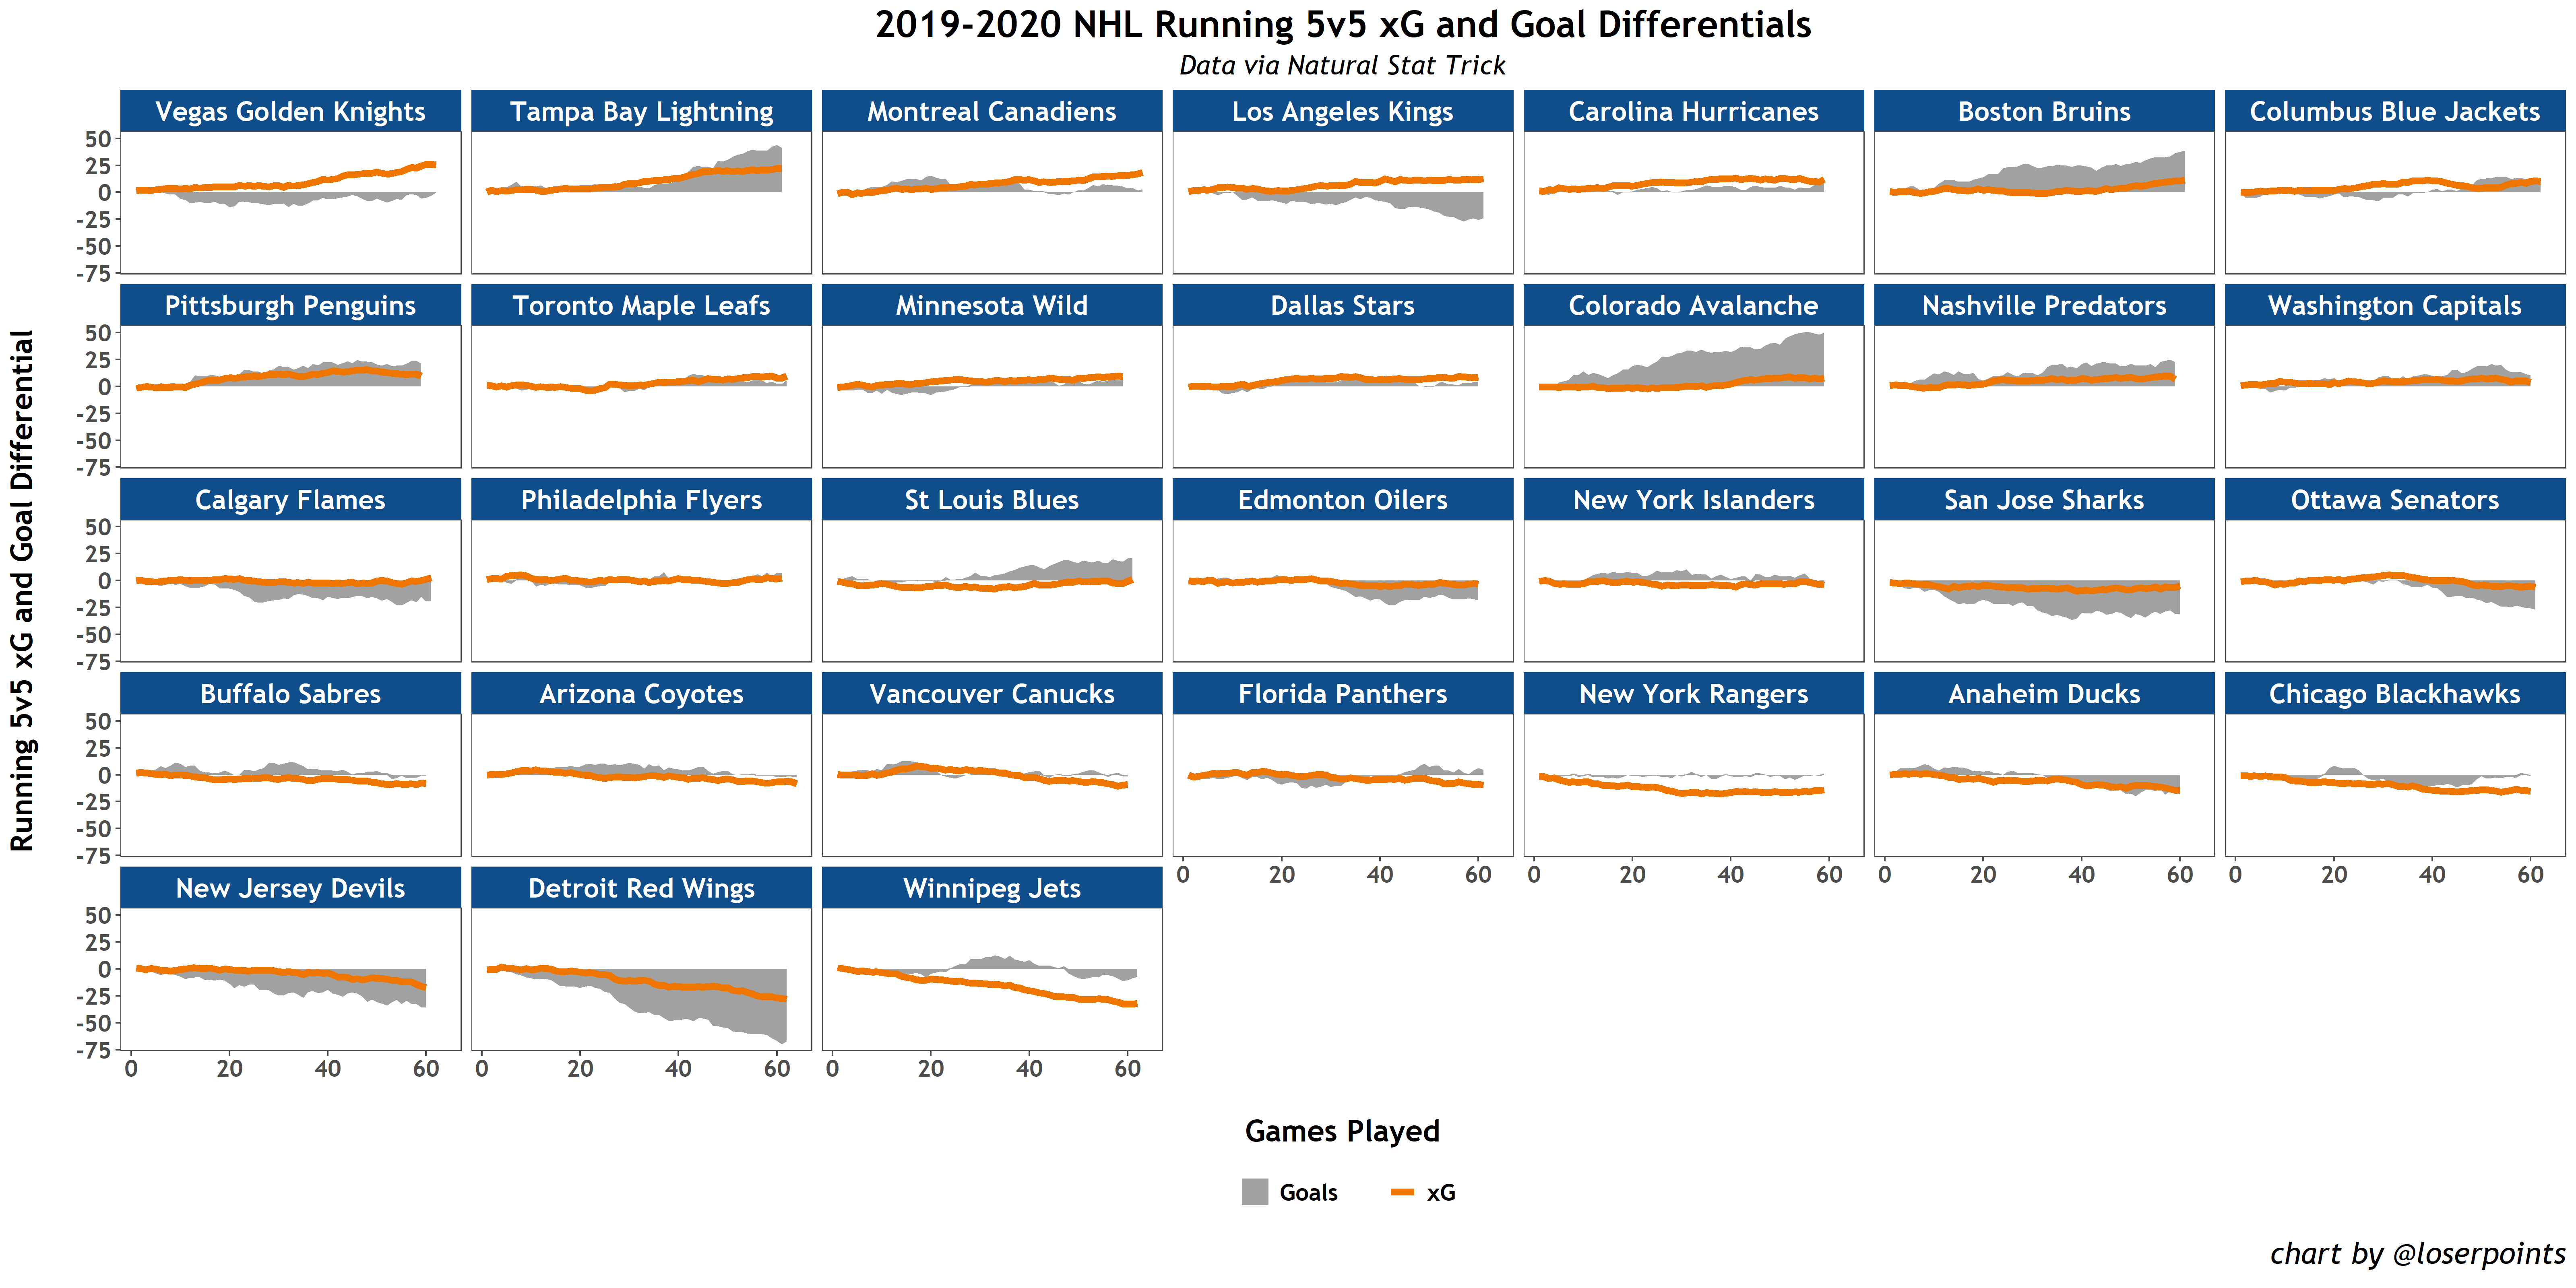 2019-2020 NHL Running 5v5 xG and Goal Differentials
Data via Natural Stat Trick
Running 5v5 xG and Goal Differential
Vegas Golden Knights
Tampa Bay Lightning
Montreal Canadiens
Los Angeles Kings
Carolina Hurricanes
Boston Bruins
Columbus Blue Jackets
50
25
0
-25
-50
-75
Pittsburgh Penguins
Toronto Maple Leafs
Minnesota Wild
Dallas Stars
Colorado Avalanche
Nashville Predators
Washington Capitals
50
25
0
-25
-50
-75
Calgary Flames
Philadelphia Flyers
St Louis Blues
Edmonton Oilers
New York Islanders
San Jose Sharks
Ottawa Senators
50
25
0
-25
-50
-75
Buffalo Sabres
Arizona Coyotes
Vancouver Canucks
Florida Panthers
New York Rangers
Anaheim Ducks
Chicago Blackhawks
50
25
0
-25
-50
-75
0 20 40 60
0 20 40 60
0 20 40 60
0 20 40 60
New Jersey Devils
Detroit Red Wings
Winnipeg Jets
50
25
0
-25
-50
-75
0 20 40 60
0 20 40 60
0 20 40 60
Games Played
Goals
xG
chart by @loserpoints